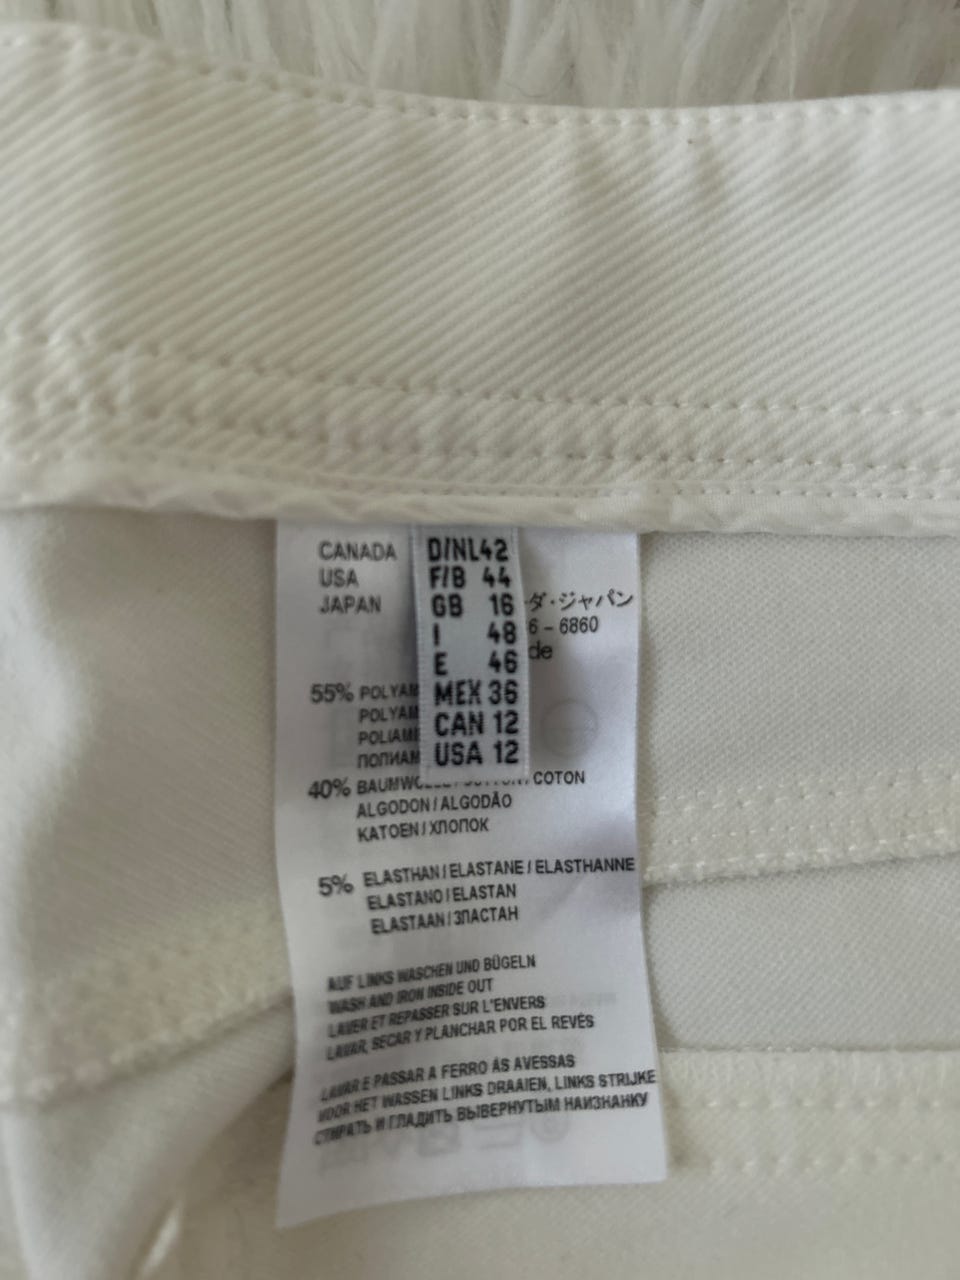 CANADA
USA
JAPAN
D/NL 42
F/B 44
GB 16
I 48
E 46
MEX 36
CAN 12
USA 12
ダ・ジャパン
6 – 6860
de
55% POLYAM
POLYAM
POLIAMI
ПОЛИАМ
40% COTON
ALGODON / ALGODÃO
KATOEN / ХЛОПОК
5% ELASTHAN / ELASTANE / ELASTHANNE
ELASTANO / ELASTAN
ELASTAAN / ЭЛАСТАН
AUF LINKS WASCHEN UND BÜGELN
WASH AND IRON INSIDE OUT
LAVER ET REPASSER SUR L'ENVERS
LAVAR, SECAR Y PLANCHAR POR EL REVÉS
LAVAR E PASSAR A FERRO ÀS AVESSAS
VOOR HET WASSEN LINKS DRAAIEN, LINKS STRIJKE
СТИРАТЬ И ГЛАДИТЬ ВЫВЕРНУТЫМ НАИЗНАНКУ